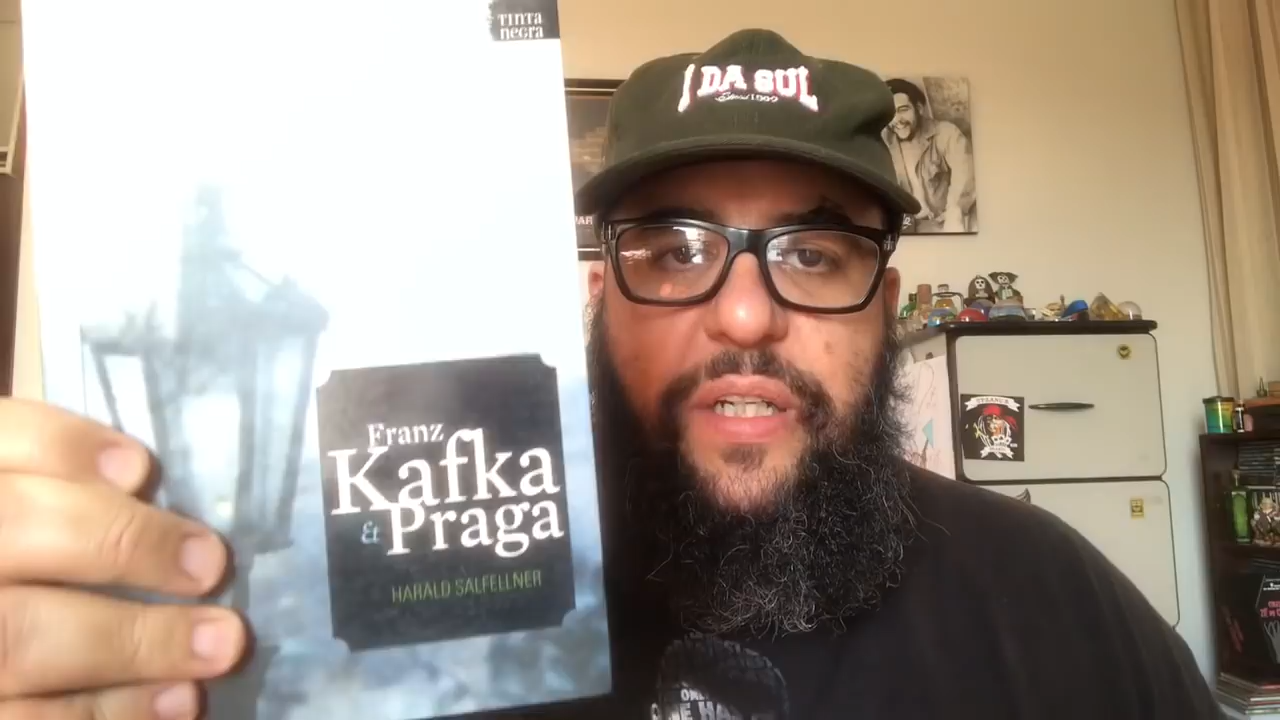 TINTA
negra
DA SUL
Franz
Kafka
& Praga
HARALD SALFELLNER